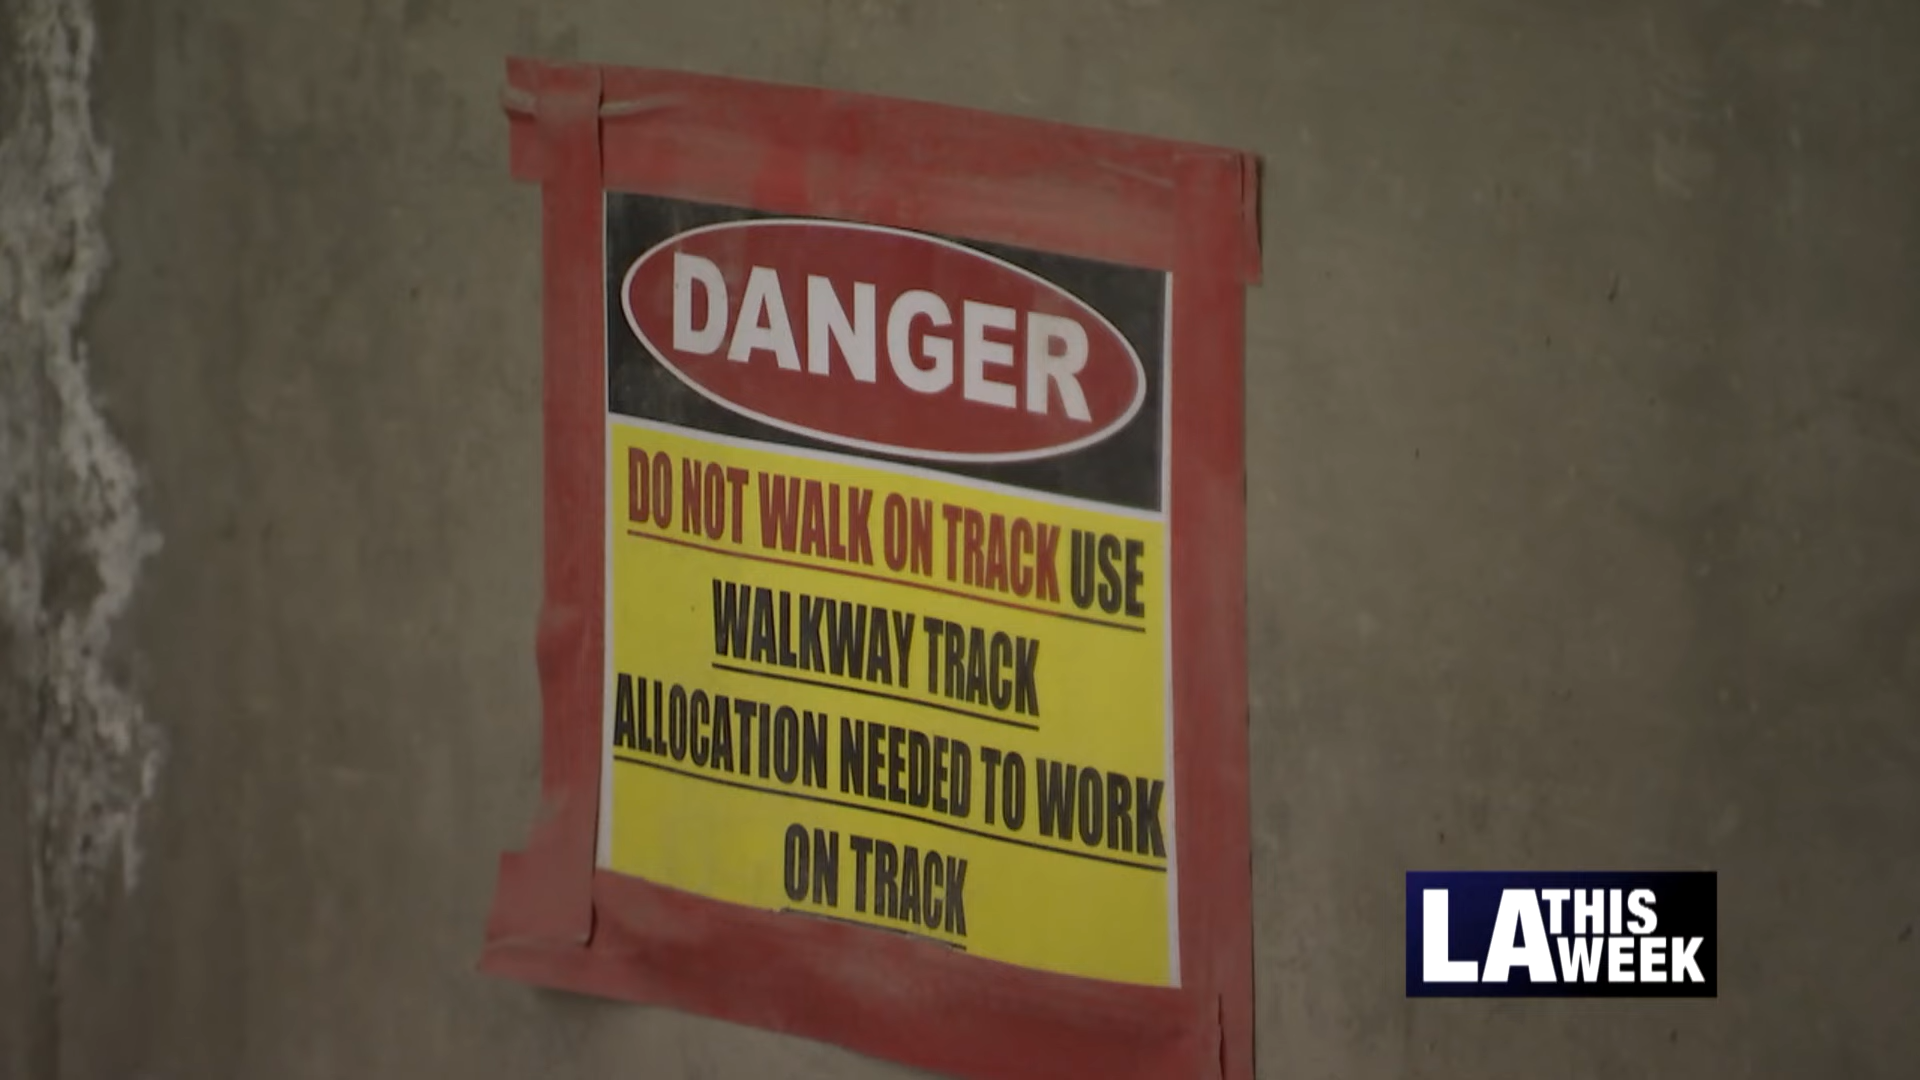 DANGER
DO NOT WALK ON TRACK USE
WALKWAY TRACK
ALLOCATION NEEDED TO WORK
ON TRACK
LA THIS
WEEK